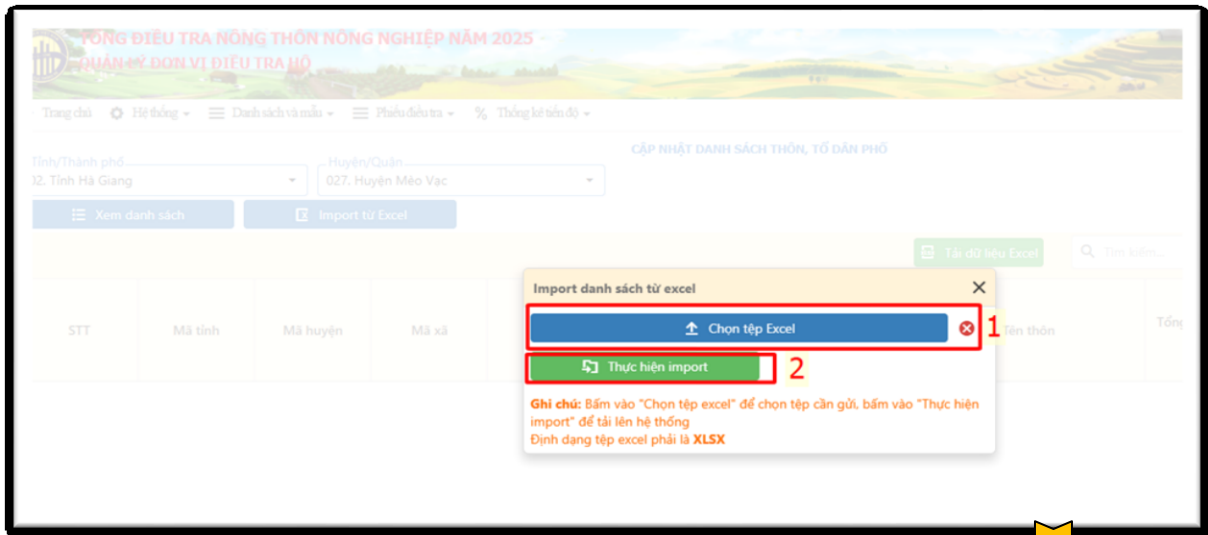 TỔNG ĐIỀU TRA NÔNG THÔN NÔNG NGHIỆP NĂM 2025
QUẢN LÝ ĐƠN VỊ ĐIỀU TRA HỘ
Trang chủ Hệ thống Danh sách và mẫu Phiếu điều tra % Thống kê tiến độ
CẬP NHẬT DANH SÁCH THÔN, TỔ DÂN PHỐ
Tỉnh/Thành phố Huyện/Quận
02. Tỉnh Hà Giang 027. Huyện Mèo Vạc
Xem danh sách Import từ Excel
Tải dữ liệu Excel Tìm kiếm...
Import danh sách từ excel
Chọn tệp Excel 1
STT Mã tỉnh Mã huyện Mã xã Tên thôn Tổng
Thực hiện import 2
Ghi chú: Bấm vào "Chọn tệp excel" để chọn tệp cần gửi, bấm vào "Thực hiện
import" để tải lên hệ thống
Định dạng tệp excel phải là XLSX